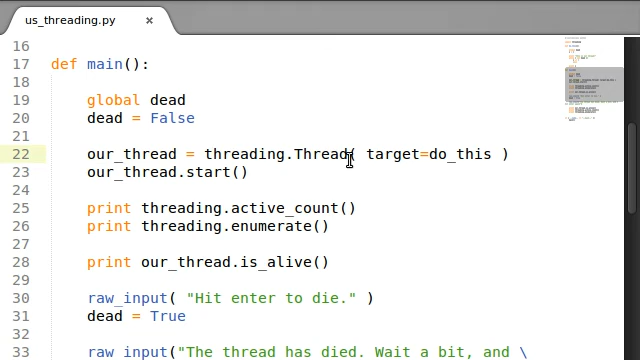 us_threading.py ×
16
17 def main():
18
19 global dead
20 dead = False
21
22 our_thread = threading.Thread( target=do_this )
23 our_thread.start()
24
25 print threading.active_count()
26 print threading.enumerate()
27
28 print our_thread.is_alive()
29
30 raw_input( "Hit enter to die." )
31 dead = True
32
33 raw_input("The thread has died. Wait a bit, and \